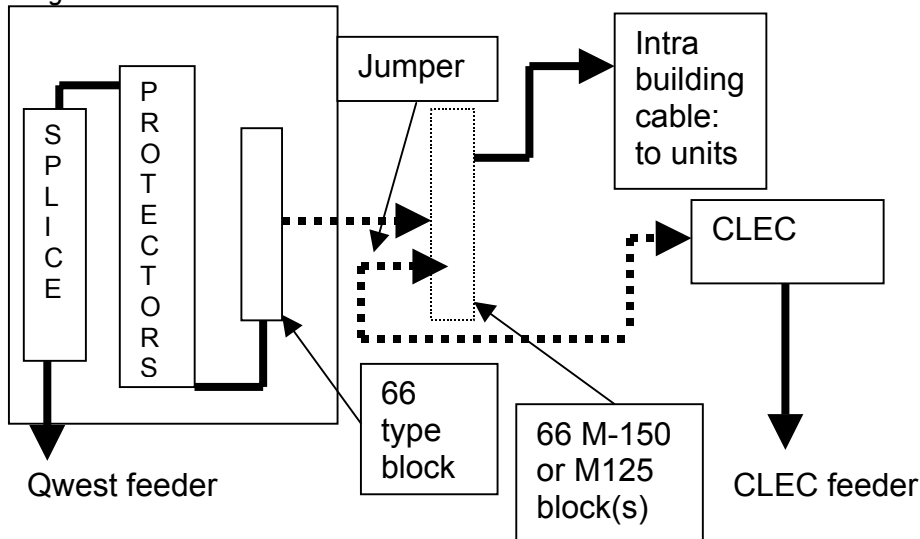 SPLICE
PROTECTORS
Jumper
Intra
building
cable:
to units
CLEC
66
type
block
66 M-150
or M125
block(s)
Qwest feeder
CLEC feeder